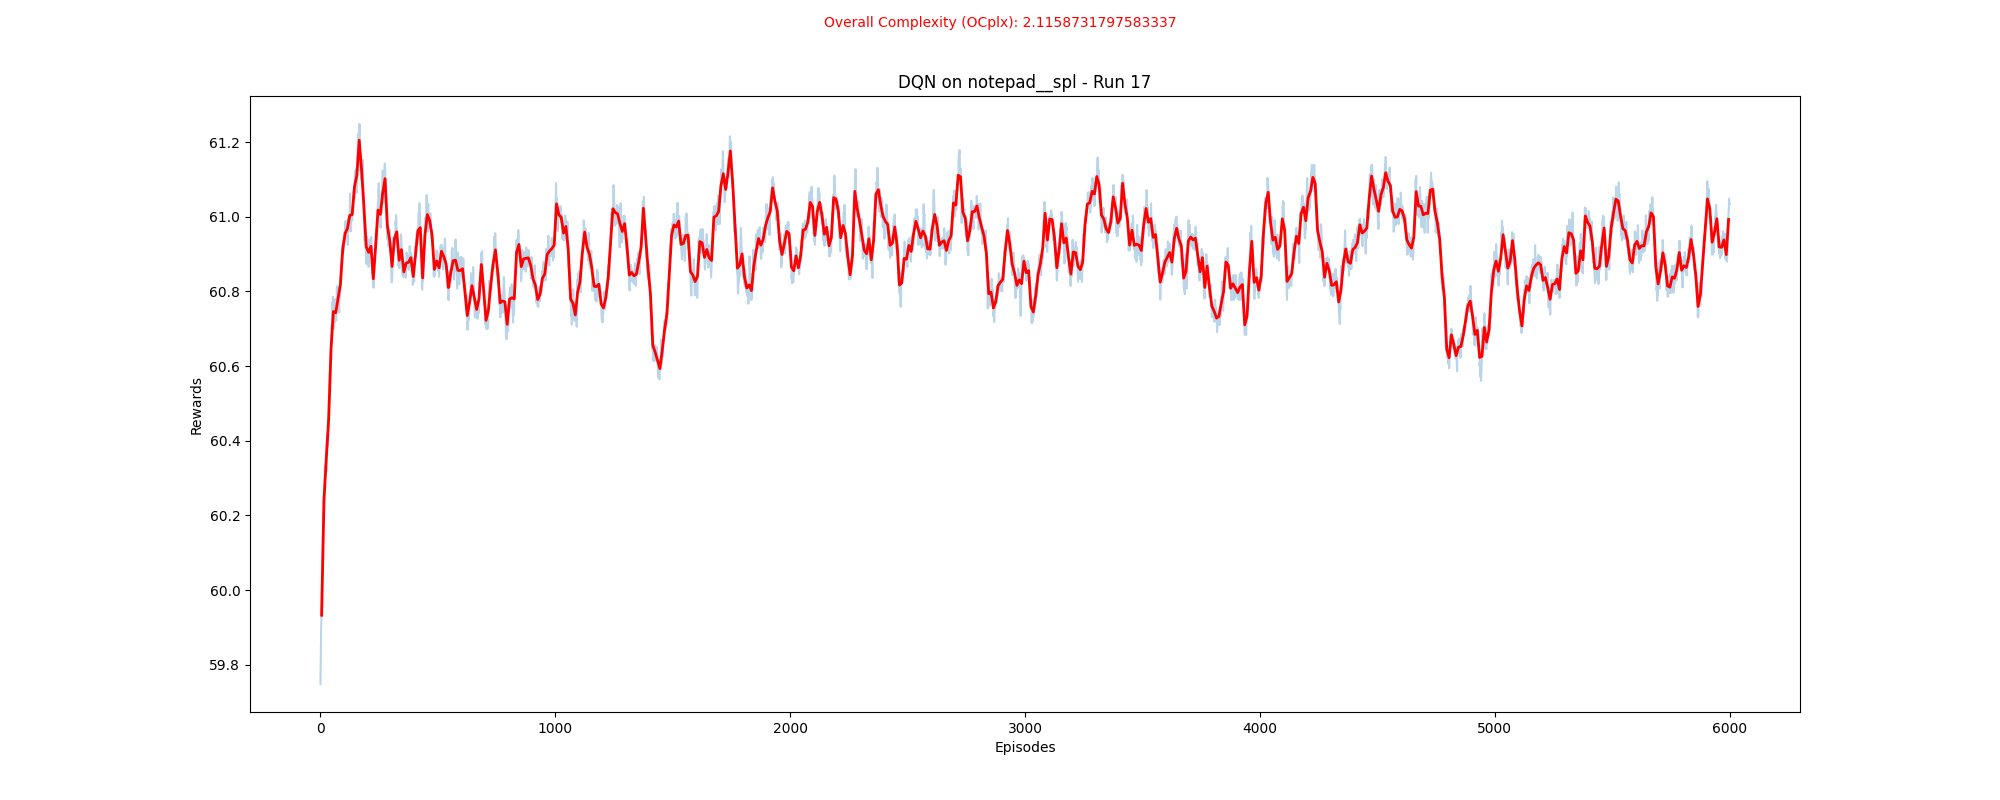 Overall Complexity (OCplx): 2.1158731797583337
DQN on notepad__spl - Run 17
61.2
61.0
60.8
60.6
60.4
60.2
60.0
59.8
Rewards
0 1000 2000 3000 4000 5000 6000
Episodes